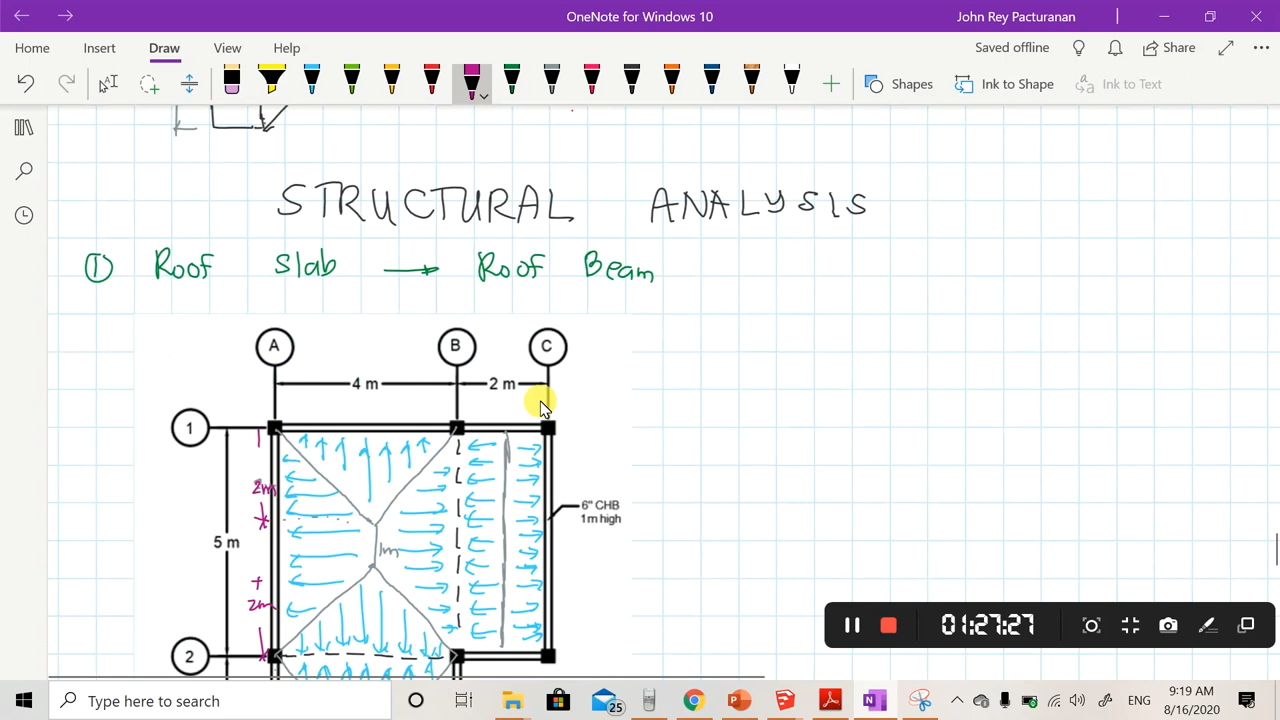 OneNote for Windows 10
John Rey Pacturanan
Home Insert Draw View Help
Saved offline
Share
Shapes
Ink to Shape
Ink to Text
STRUCTURAL ANALYSIS
① Roof Slab → Roof Beam
A B C
4 m 2 m
1
2m
6" CHB
1m high
5 m
1m
2m
2
01:27:27
Type here to search
25
ENG
9:19 AM
8/16/2020